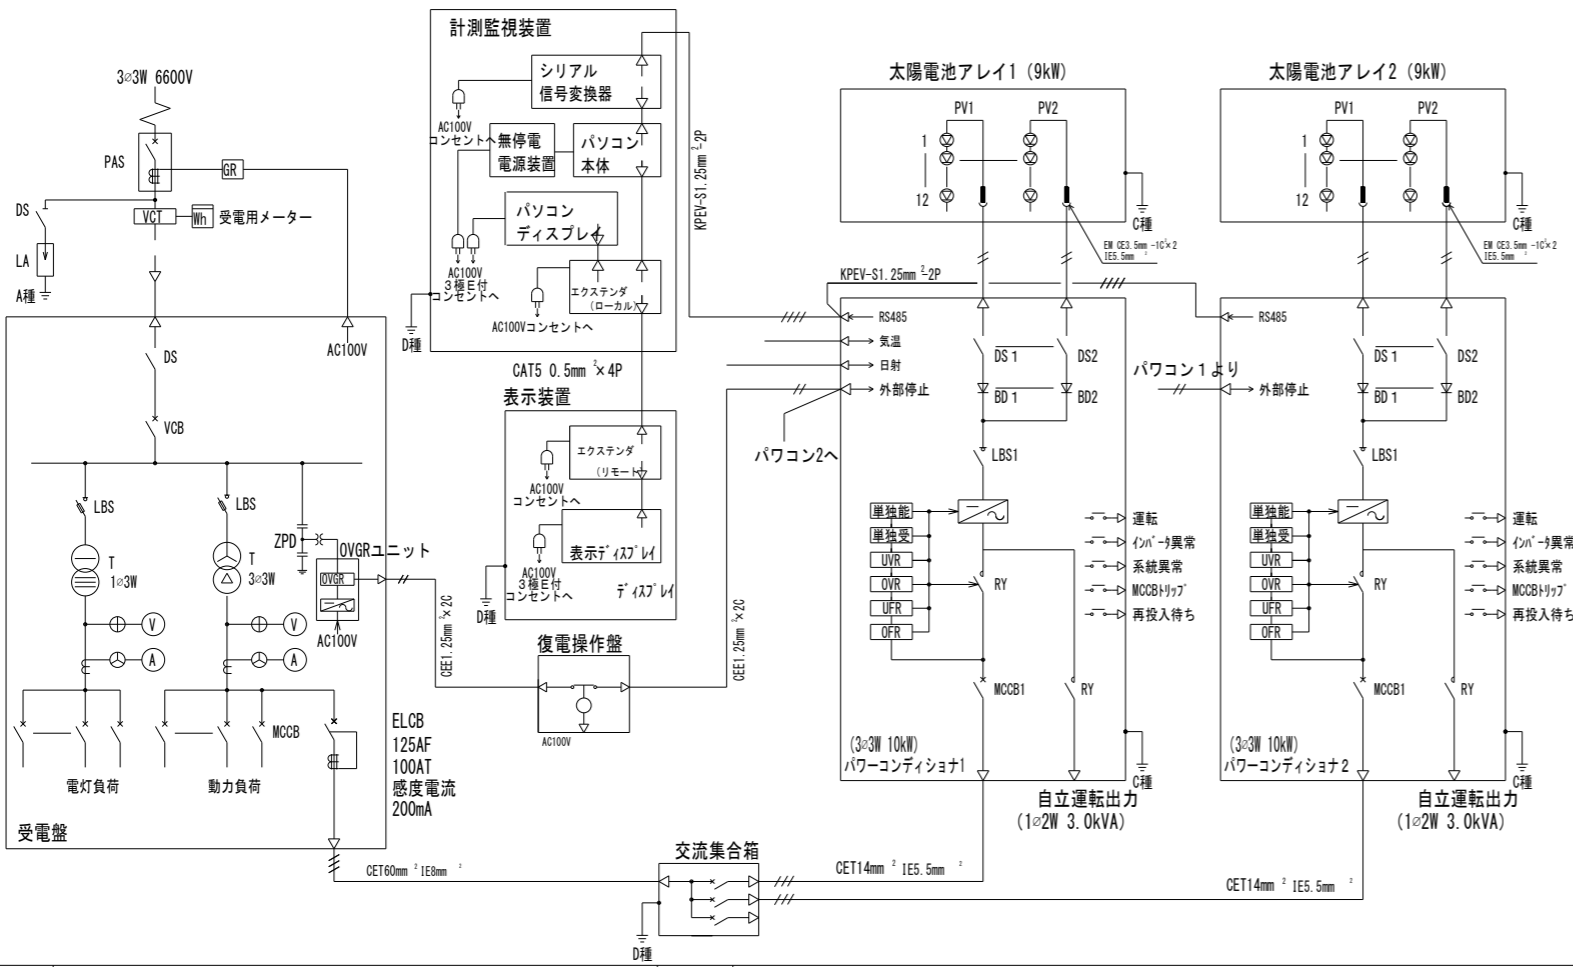 3∅3W 6600V
PAS
GR
DS
VCT
Wh
受電用メーター
LA
A種
AC100V
DS
VCB
LBS
LBS
ZPD
OVGRユニット
T
1∅3W
T
3∅3W
OVGR
AC100V
V
V
A
A
MCCB
電灯負荷
動力負荷
ELCB
125AF
100AT
感度電流
200mA
受電盤
計測監視装置
シリアル
信号変換器
AC100V
コンセントへ
無停電
電源装置
パソコン
本体
パソコン
ディスプレイ
AC100V
3極E付
コンセントへ
エクステンダ
(ローカル)
AC100Vコンセントへ
D種
KPEV-S1.25mm²-2P
CAT5 0.5mm²×4P
表示装置
エクステンダ
(リモート)
AC100V
コンセントへ
表示ディスプレイ
AC100V
3極E付
コンセントへ
ディスプレイ
D種
CEE1.25mm²×2C
復電操作盤
AC100V
CEE1.25mm²×2C
太陽電池アレイ1 (9kW)
PV1
PV2
1
12
C種
EM CE3.5mm²-1C×2
IE5.5mm²
KPEV-S1.25mm²-2P
RS485
気温
日射
外部停止
パワコン2へ
DS1
DS2
BD1
BD2
LBS1
単独能
単独受
UVR
OVR
UFR
OFR
RY
運転
インバータ異常
系統異常
MCCBトリップ
再投入待ち
MCCB1
RY
(3∅3W 10kW)
パワーコンディショナ1
C種
自立運転出力
(1∅2W 3.0kVA)
太陽電池アレイ2 (9kW)
PV1
PV2
1
12
C種
EM CE3.5mm²-1C×2
IE5.5mm²
RS485
パワコン1より
外部停止
DS1
DS2
BD1
BD2
LBS1
単独能
単独受
UVR
OVR
UFR
OFR
RY
運転
インバータ異常
系統異常
MCCBトリップ
再投入待ち
MCCB1
RY
(3∅3W 10kW)
パワーコンディショナ2
C種
自立運転出力
(1∅2W 3.0kVA)
CET60mm² IE8mm²
交流集合箱
D種
CET14mm² IE5.5mm²
CET14mm² IE5.5mm²